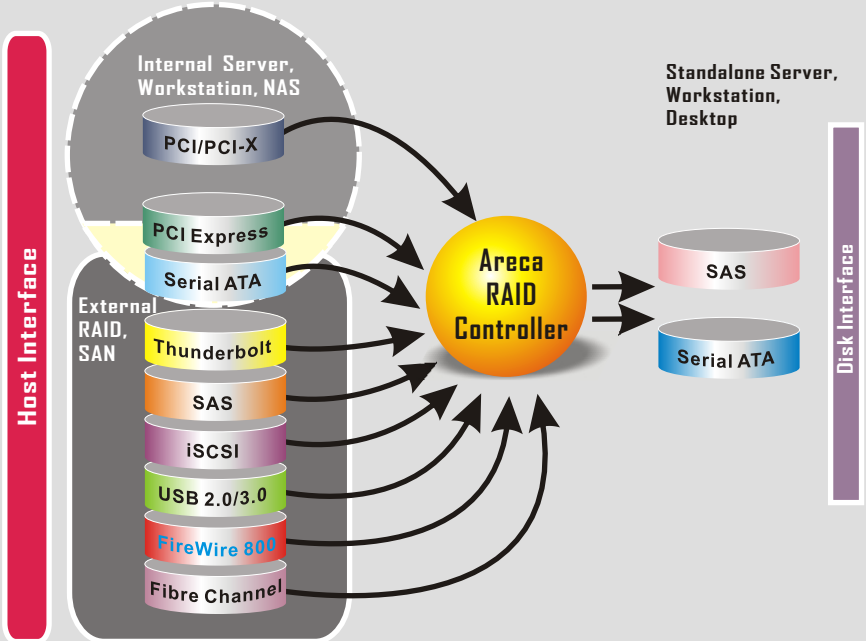 Host Interface
Internal Server,
Workstation, NAS
PCI/PCI-X
PCI Express
Serial ATA
External
RAID,
SAN
Thunderbolt
SAS
iSCSI
USB 2.0/3.0
FireWire 800
Fibre Channel
Areca
RAID
Controller
Standalone Server,
Workstation,
Desktop
SAS
Serial ATA
Disk Interface